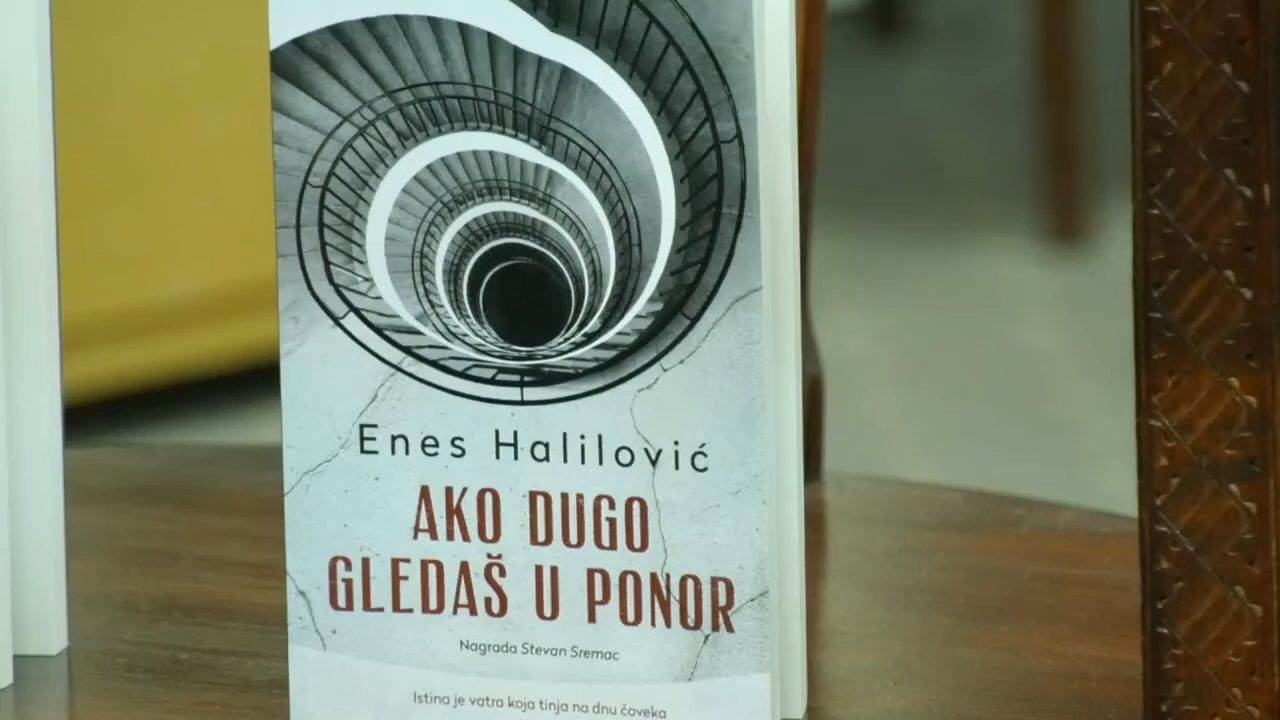 Enes Halilović
AKO DUGO
GLEDAŠ U PONOR
Nagrada Stevan Sremac
Istina je vatra koja tinja na dnu čoveka